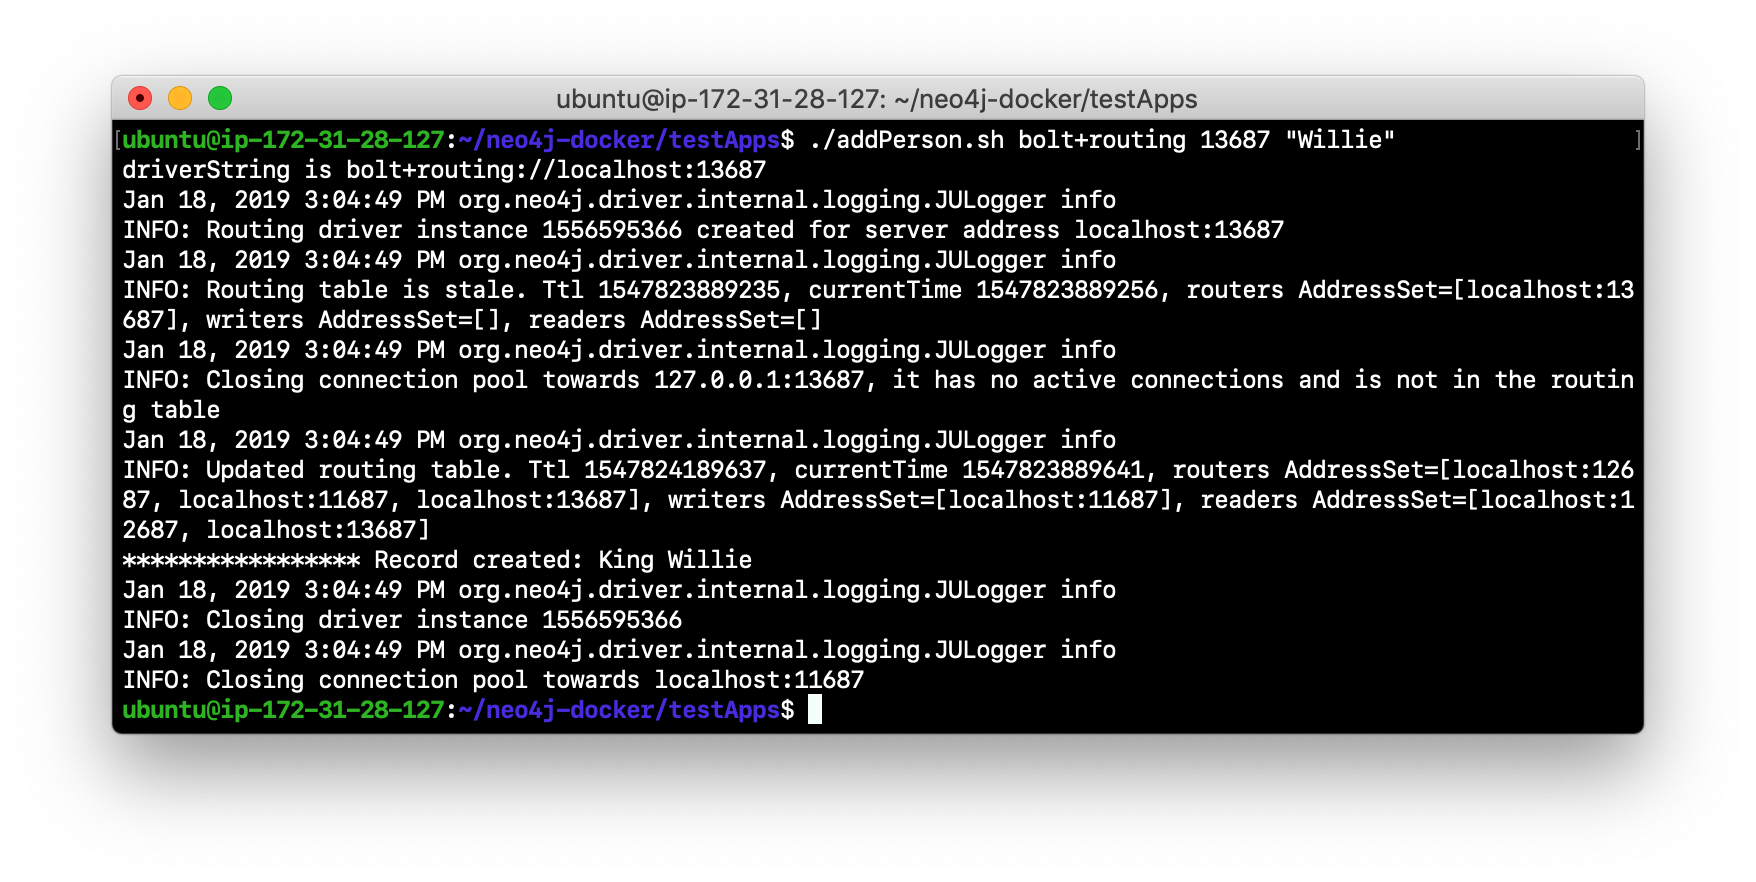 ubuntu@ip-172-31-28-127: ~/neo4j-docker/testApps
[ubuntu@ip-172-31-28-127:~/neo4j-docker/testApps$ ./addPerson.sh bolt+routing 13687 "Willie" ]
driverString is bolt+routing://localhost:13687
Jan 18, 2019 3:04:49 PM org.neo4j.driver.internal.logging.JULogger info
INFO: Routing driver instance 1556595366 created for server address localhost:13687
Jan 18, 2019 3:04:49 PM org.neo4j.driver.internal.logging.JULogger info
INFO: Routing table is stale. Ttl 1547823889235, currentTime 1547823889256, routers AddressSet=[localhost:13
687], writers AddressSet=[], readers AddressSet=[]
Jan 18, 2019 3:04:49 PM org.neo4j.driver.internal.logging.JULogger info
INFO: Closing connection pool towards 127.0.0.1:13687, it has no active connections and is not in the routin
g table
Jan 18, 2019 3:04:49 PM org.neo4j.driver.internal.logging.JULogger info
INFO: Updated routing table. Ttl 1547824189637, currentTime 1547823889641, routers AddressSet=[localhost:126
87, localhost:11687, localhost:13687], writers AddressSet=[localhost:11687], readers AddressSet=[localhost:1
2687, localhost:13687]
***************** Record created: King Willie
Jan 18, 2019 3:04:49 PM org.neo4j.driver.internal.logging.JULogger info
INFO: Closing driver instance 1556595366
Jan 18, 2019 3:04:49 PM org.neo4j.driver.internal.logging.JULogger info
INFO: Closing connection pool towards localhost:11687
ubuntu@ip-172-31-28-127:~/neo4j-docker/testApps$